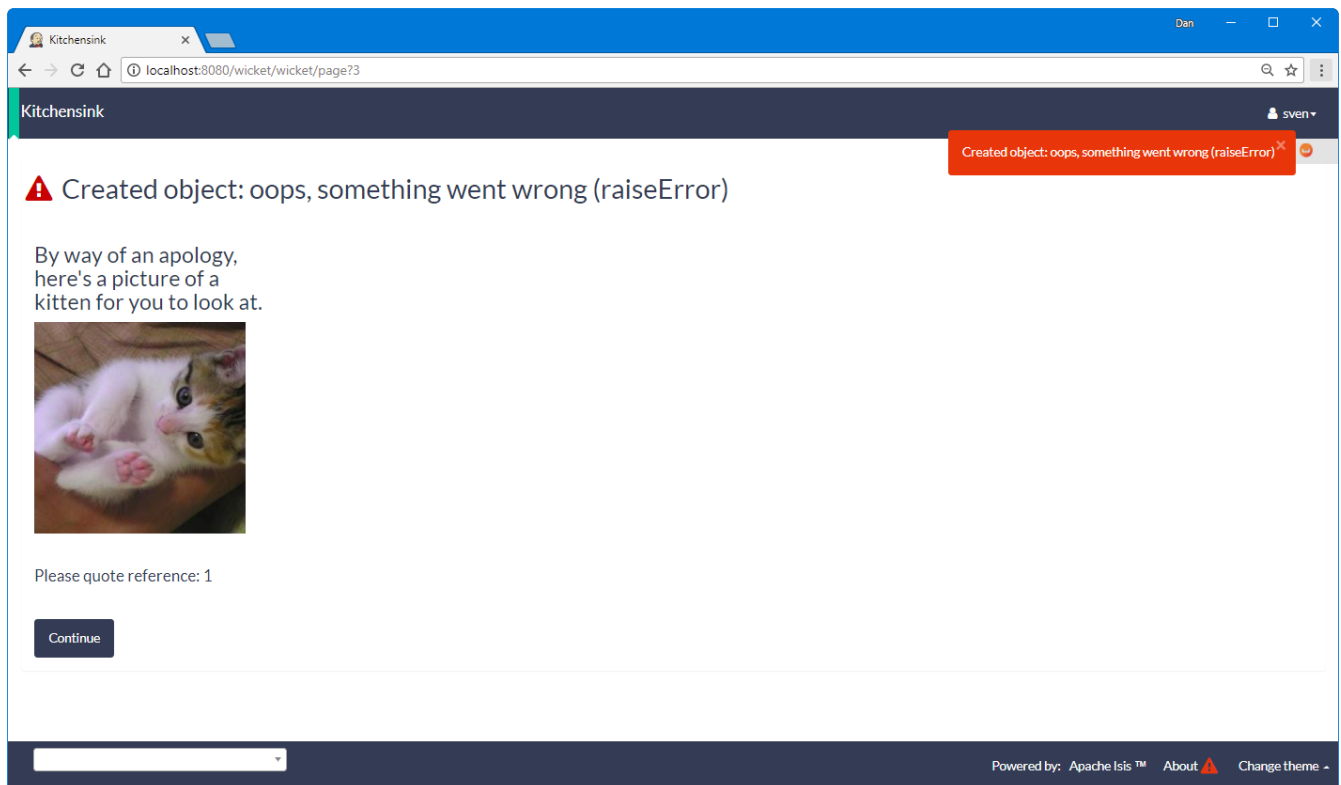 Dan
Kitchensink
localhost:8080/wicket/wicket/page?3
Kitchensink
sven
Created object: oops, something went wrong (raiseError)
Created object: oops, something went wrong (raiseError)
By way of an apology,
here's a picture of a
kitten for you to look at.
Please quote reference: 1
Continue
Powered by: Apache Isis ™ About Change theme